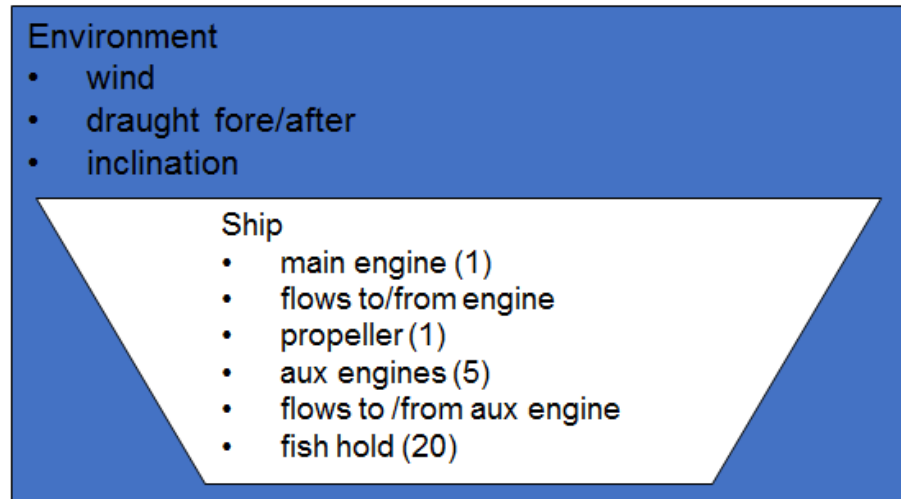 Environment
• wind
• draught fore/after
• inclination
Ship
• main engine (1)
• flows to/from engine
• propeller (1)
• aux engines (5)
• flows to /from aux engine
• fish hold (20)